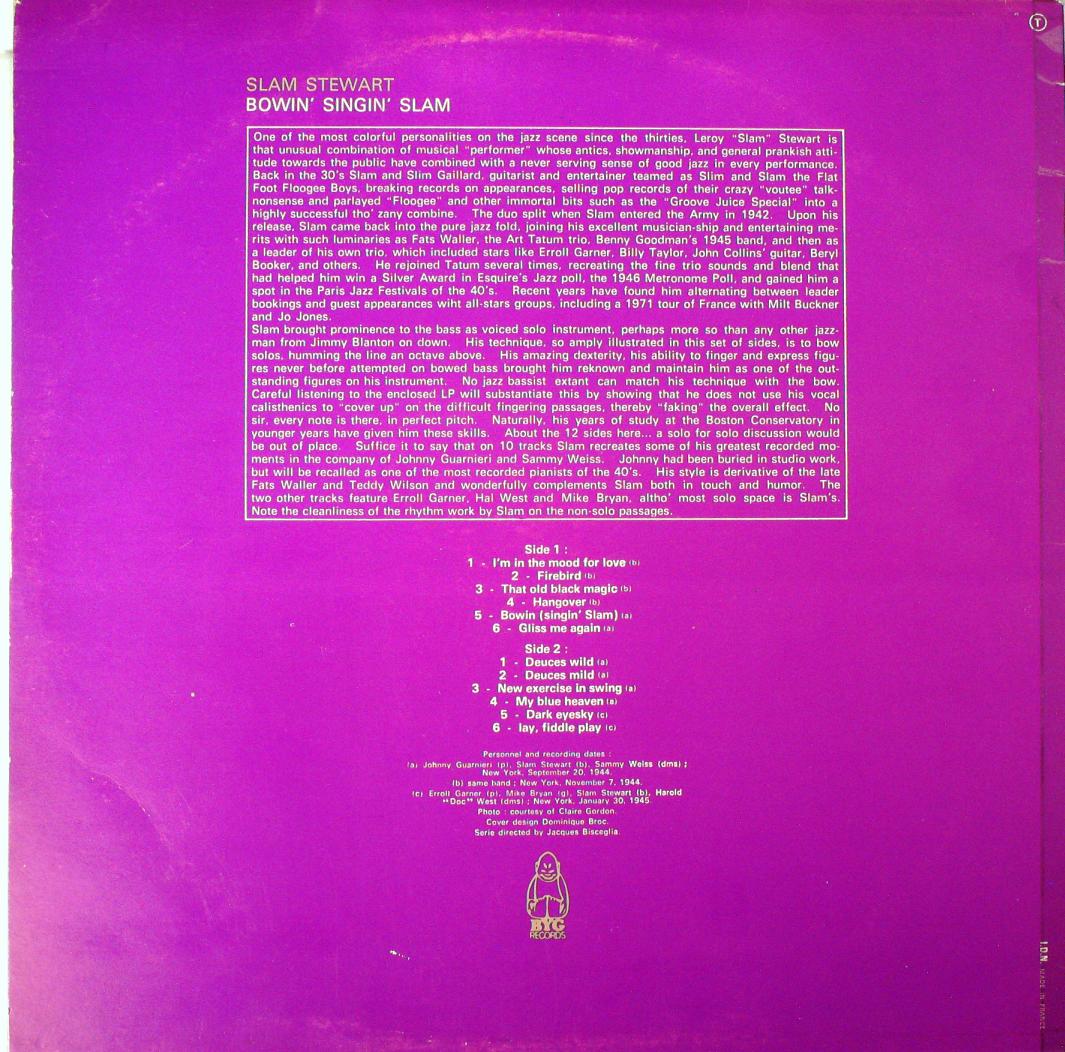 T
SLAM STEWART
BOWIN' SINGIN' SLAM
One of the most colorful personalities on the jazz scene since the thirties, Leroy "Slam" Stewart is
that unusual combination of musical "performer" whose antics, showmanship, and general prankish atti-
tude towards the public have combined with a never serving sense of good jazz in every performance.
Back in the 30's Slam and Slim Gaillard, guitarist and entertainer teamed as Slim and Slam the Flat
Foot Floogee Boys, breaking records on appearances, selling pop records of their crazy "voutee" talk-
nonsense and parlayed "Floogee" and other immortal bits such as the "Groove Juice Special" into a
highly successful tho' zany combine. The duo split when Slam entered the Army in 1942. Upon his
release, Slam came back into the pure jazz fold, joining his excellent musician-ship and entertaining me-
rits with such luminaries as Fats Waller, the Art Tatum trio, Benny Goodman's 1945 band, and then as
a leader of his own trio, which included stars like Erroll Garner, Billy Taylor, John Collins' guitar, Beryl
Booker, and others. He rejoined Tatum several times, recreating the fine trio sounds and blend that
had helped him win a Silver Award in Esquire's Jazz poll, the 1946 Metronome Poll, and gained him a
spot in the Paris Jazz Festivals of the 40's. Recent years have found him alternating between leader
bookings and guest appearances wiht all-stars groups, including a 1971 tour of France with Milt Buckner
and Jo Jones.
Slam brought prominence to the bass as voiced solo instrument, perhaps more so than any other jazz-
man from Jimmy Blanton on down. His technique, so amply illustrated in this set of sides, is to bow
solos, humming the line an octave above. His amazing dexterity, his ability to finger and express figu-
res never before attempted on bowed bass brought him reknown and maintain him as one of the out-
standing figures on his instrument. No jazz bassist extant can match his technique with the bow.
Careful listening to the enclosed LP will substantiate this by showing that he does not use his vocal
calisthenics to "cover up" on the difficult fingering passages, thereby "faking" the overall effect. No
sir, every note is there, in perfect pitch. Naturally, his years of study at the Boston Conservatory in
younger years have given him these skills. About the 12 sides here... a solo for solo discussion would
be out of place. Suffice it to say that on 10 tracks Slam recreates some of his greatest recorded mo-
ments in the company of Johnny Guarnieri and Sammy Weiss. Johnny had been buried in studio work,
but will be recalled as one of the most recorded pianists of the 40's. His style is derivative of the late
Fats Waller and Teddy Wilson and wonderfully complements Slam both in touch and humor. The
two other tracks feature Erroll Garner, Hal West and Mike Bryan, altho' most solo space is Slam's.
Note the cleanliness of the rhythm work by Slam on the non-solo passages.
Side 1 :
1 - I'm in the mood for love (b)
2 - Firebird (b)
3 - That old black magic (b)
4 - Hangover (b)
5 - Bowin (singin' Slam) (a)
6 - Gliss me again (a)
Side 2 :
1 - Deuces wild (a)
2 - Deuces mild (a)
3 - New exercise in swing (a)
4 - My blue heaven (a)
5 - Dark eyesky (c)
6 - lay, fiddle play (c)
Personnel and recording dates :
(a) Johnny Guarnieri (p), Slam Stewart (b), Sammy Weiss (dms) ;
New York, September 20, 1944.
(b) same band ; New York, November 7, 1944.
(c) Erroll Garner (p), Mike Bryan (g), Slam Stewart (b), Harold
"Doc" West (dms) ; New York, January 30, 1945.
Photo : courtesy of Claire Gordon.
Cover design Dominique Broc.
Serie directed by Jacques Bisceglia.
BYG
RECORDS
I.D.N. MADE IN FRANCE